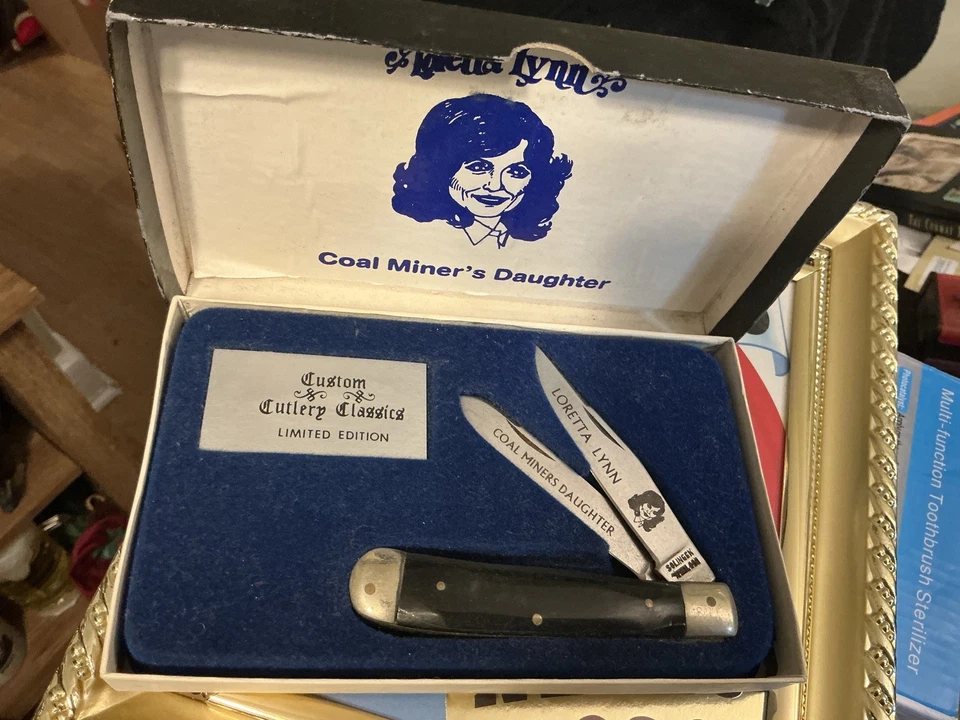 Loretta Lynn
Coal Miner's Daughter
Custom
Cutlery Classics
LIMITED EDITION
LORETTA LYNN
COAL MINERS DAUGHTER
SOLINGEN
Multi-function Toothbrush Sterilizer